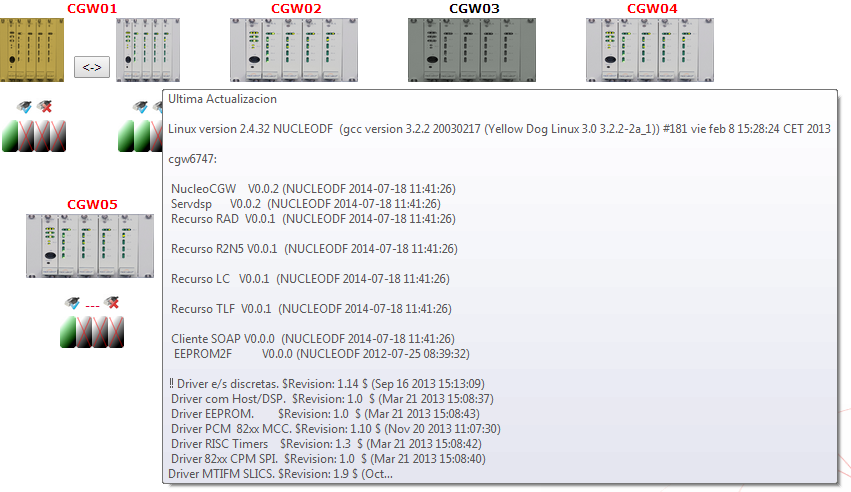 CGW01
CGW02
CGW03
CGW04
<->
Ultima Actualizacion
Linux version 2.4.32 NUCLEODF (gcc version 3.2.2 20030217 (Yellow Dog Linux 3.0 3.2.2-2a_1)) #181 vie feb 8 15:28:24 CET 2013
cgw6747:
NucleoCGW V0.0.2 (NUCLEODF 2014-07-18 11:41:26)
Servdsp V0.0.2 (NUCLEODF 2014-07-18 11:41:26)
Recurso RAD V0.0.1 (NUCLEODF 2014-07-18 11:41:26)
Recurso R2N5 V0.0.1 (NUCLEODF 2014-07-18 11:41:26)
Recurso LC V0.0.1 (NUCLEODF 2014-07-18 11:41:26)
Recurso TLF V0.0.1 (NUCLEODF 2014-07-18 11:41:26)
Cliente SOAP V0.0.0 (NUCLEODF 2014-07-18 11:41:26)
EEPROM2F V0.0.0 (NUCLEODF 2012-07-25 08:39:32)
!! Driver e/s discretas. $Revision: 1.14 $ (Sep 16 2013 15:13:09)
Driver com Host/DSP. $Revision: 1.0 $ (Mar 21 2013 15:08:37)
Driver EEPROM. $Revision: 1.0 $ (Mar 21 2013 15:08:43)
Driver PCM 82xx MCC. $Revision: 1.10 $ (Nov 20 2013 11:07:30)
Driver RISC Timers $Revision: 1.3 $ (Mar 21 2013 15:08:42)
Driver 82xx CPM SPI. $Revision: 1.0 $ (Mar 21 2013 15:08:40)
Driver MTIFM SLICS. $Revision: 1.9 $ (Oct...
CGW05
---